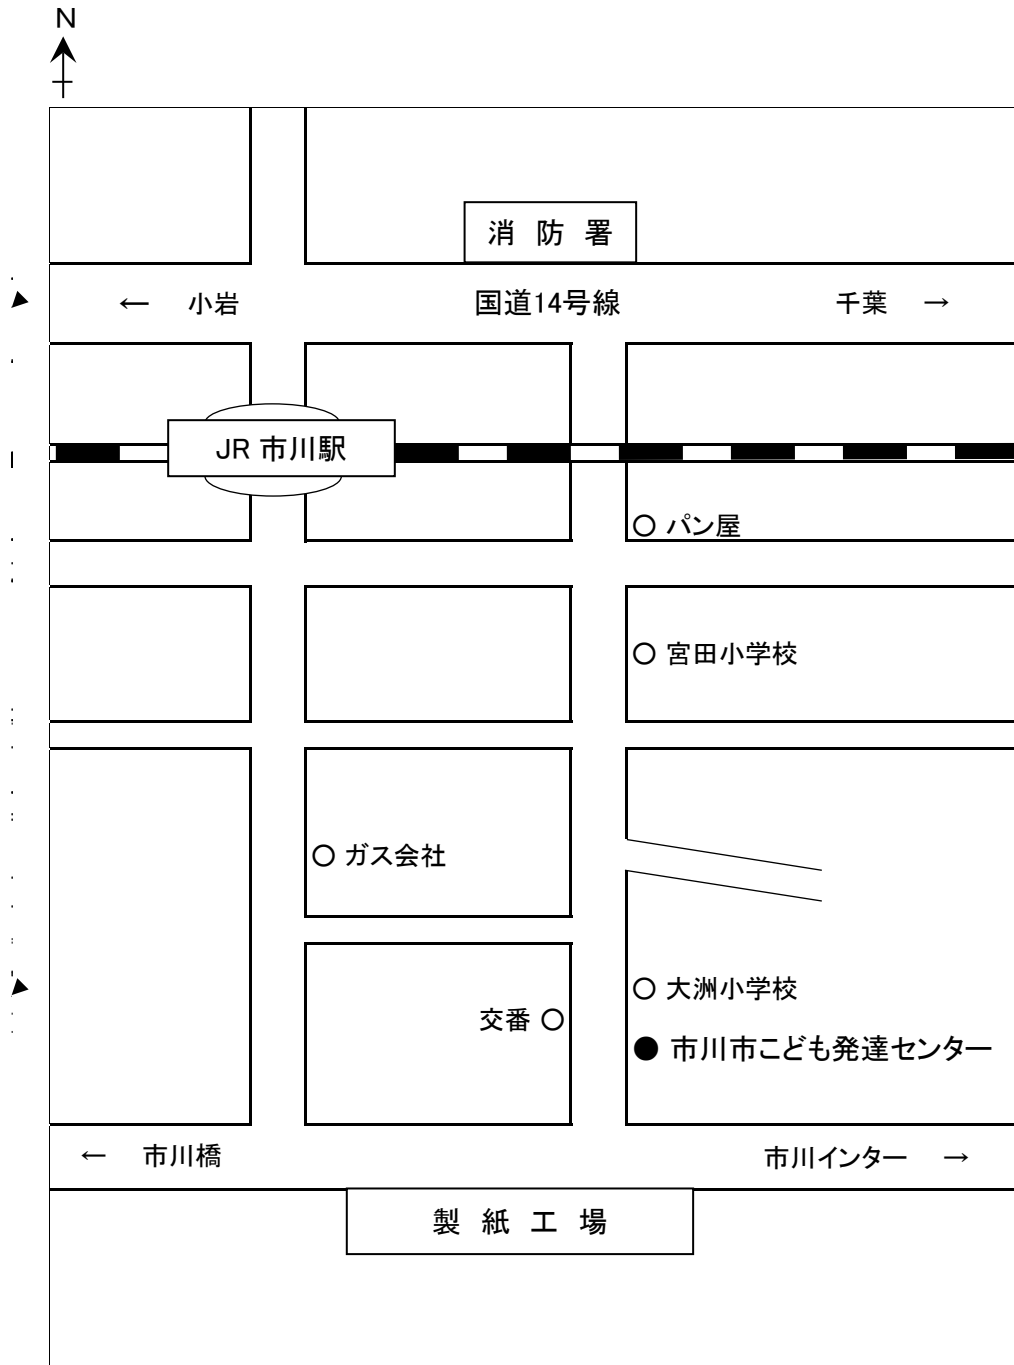 N
消 防 署
← 小岩 国道14号線 千葉 →
JR 市川駅
○ パン屋
○ 宮田小学校
○ ガス会社
○ 大洲小学校
交番 ○
● 市川市こども発達センター
← 市川橋 市川インター →
製 紙 工 場